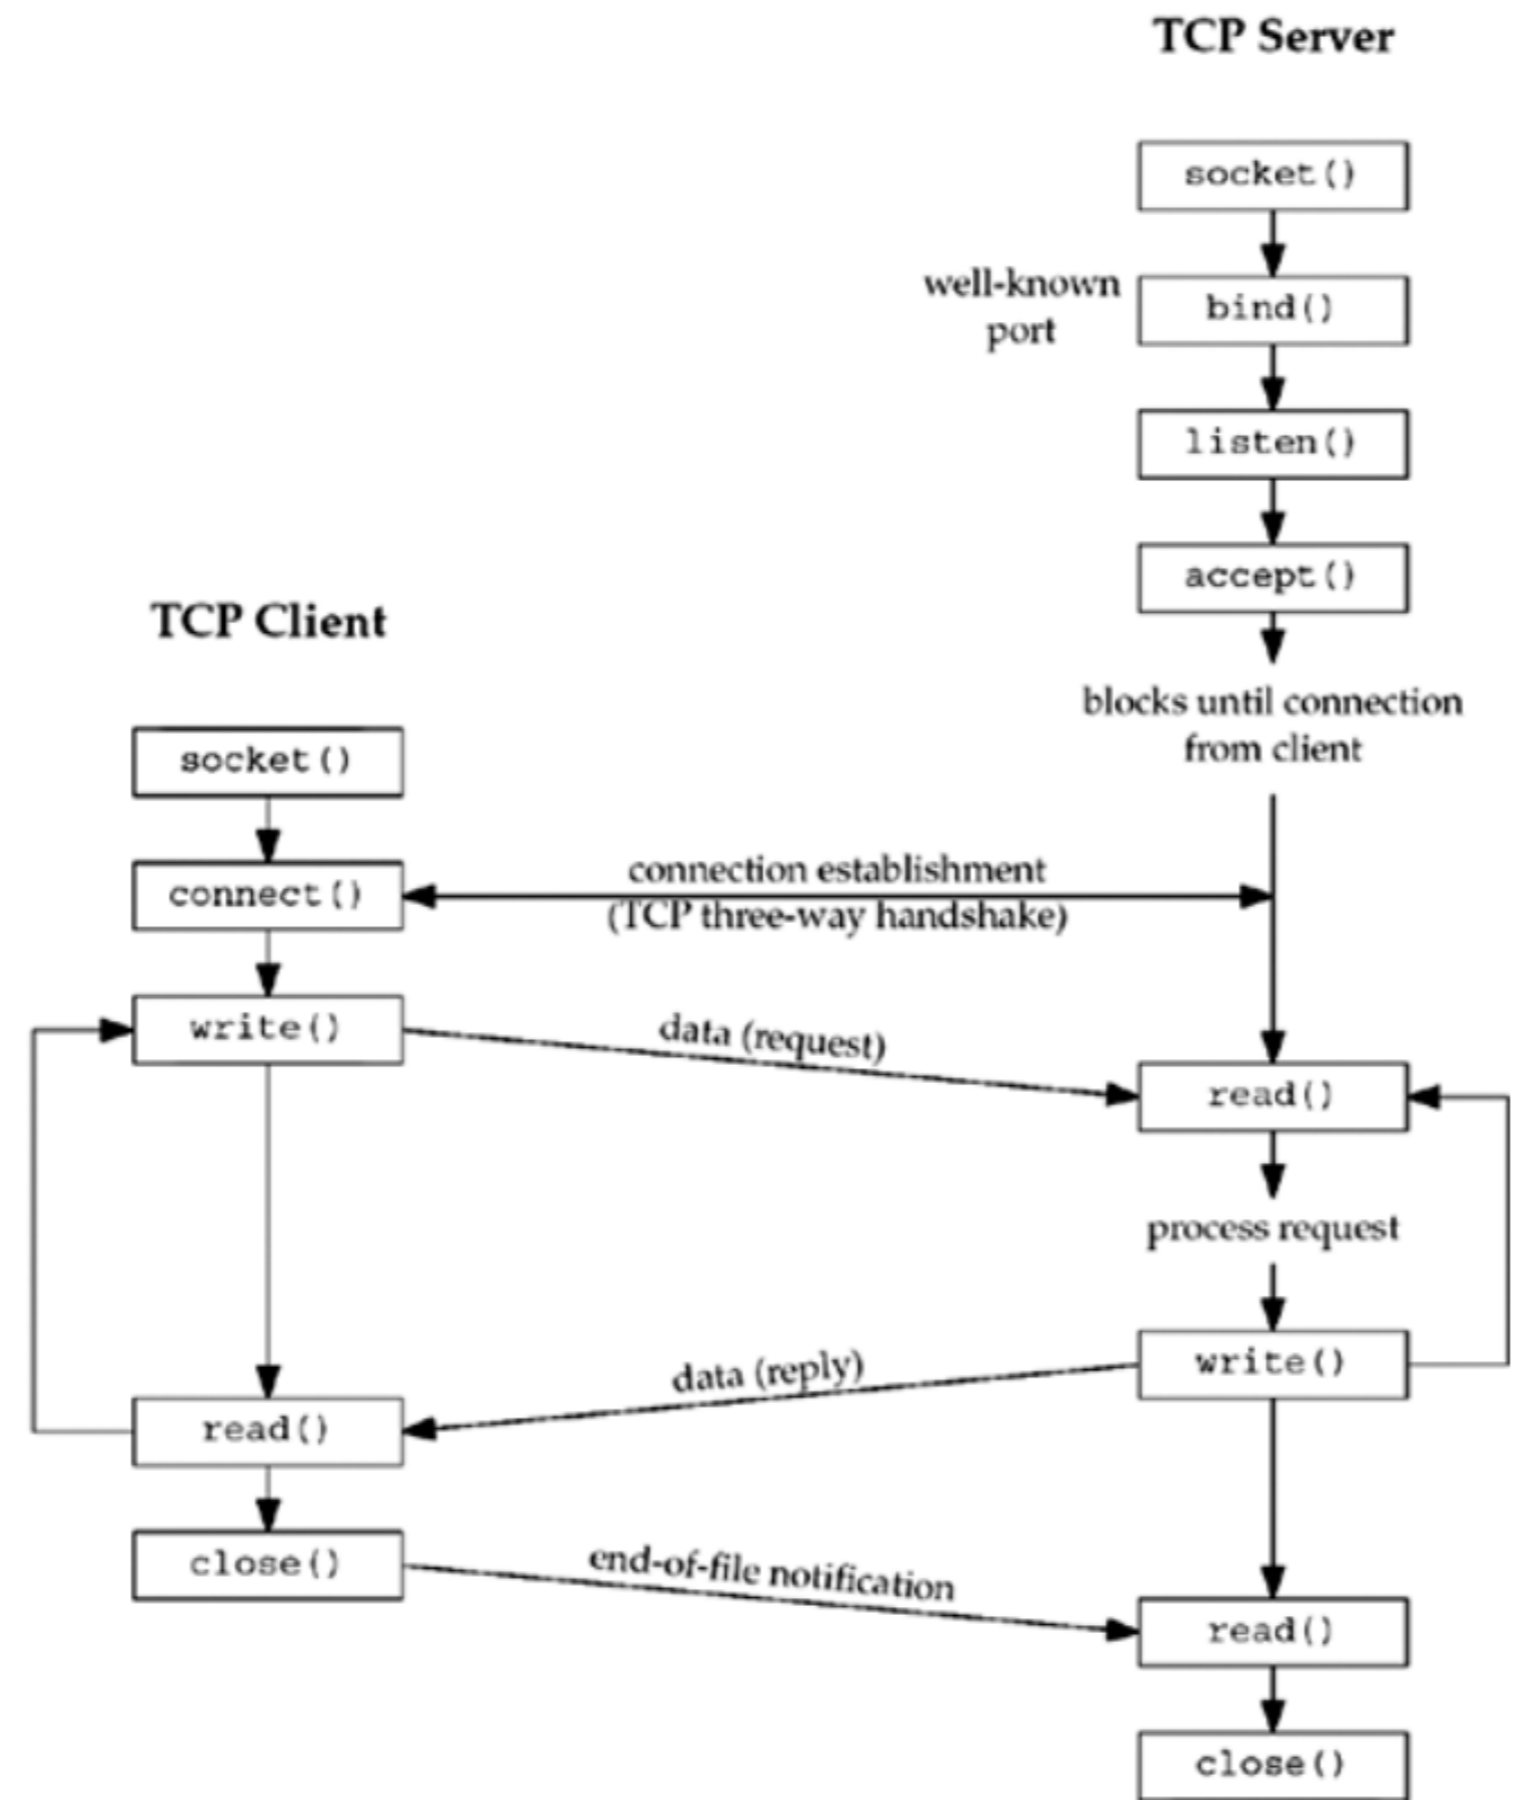 TCP Server
socket()
well-known
port
bind()
listen()
accept()
blocks until connection
from client
TCP Client
socket()
connect()
connection establishment
(TCP three-way handshake)
write()
data (request)
read()
process request
write()
data (reply)
read()
close()
end-of-file notification
read()
close()